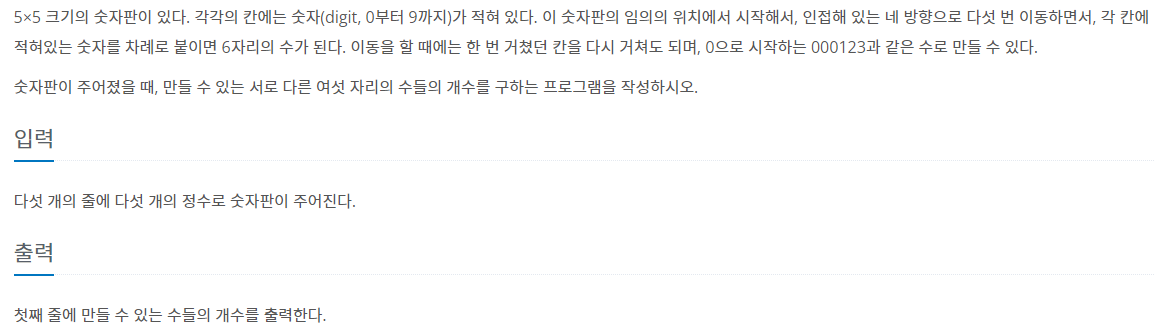 5×5 크기의 숫자판이 있다. 각각의 칸에는 숫자(digit, 0부터 9까지)가 적혀 있다. 이 숫자판의 임의의 위치에서 시작해서, 인접해 있는 네 방향으로 다섯 번 이동하면서, 각 칸에
적혀있는 숫자를 차례로 붙이면 6자리의 수가 된다. 이동을 할 때에는 한 번 거쳤던 칸을 다시 거쳐도 되며, 0으로 시작하는 000123과 같은 수로 만들 수 있다.
숫자판이 주어졌을 때, 만들 수 있는 서로 다른 여섯 자리의 수들의 개수를 구하는 프로그램을 작성하시오.
입력
다섯 개의 줄에 다섯 개의 정수로 숫자판이 주어진다.
출력
첫째 줄에 만들 수 있는 수들의 개수를 출력한다.